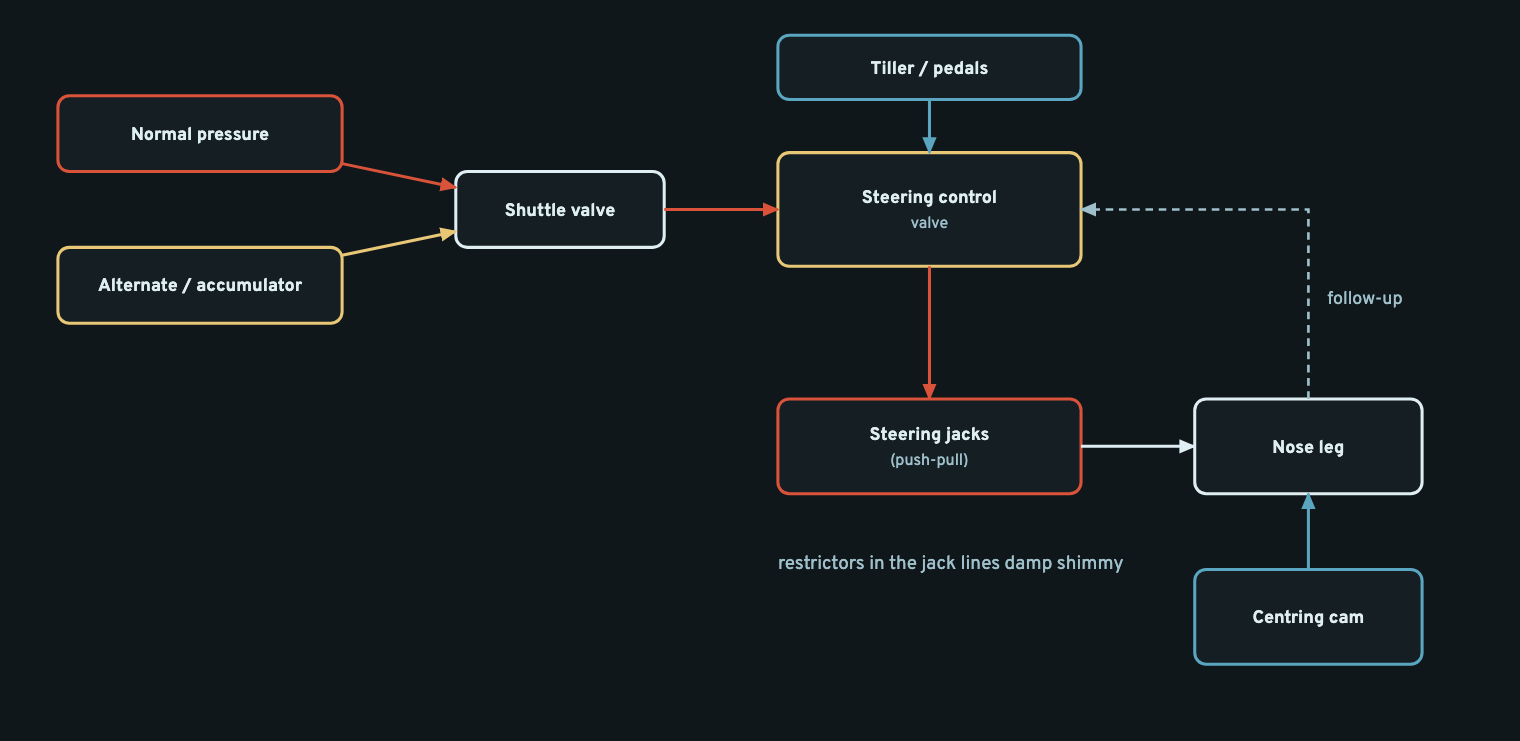 Tiller / pedals
Normal pressure
Shuttle valve
Steering control
valve
Alternate / accumulator
follow-up
Steering jacks
(push-pull)
Nose leg
restrictors in the jack lines damp shimmy
Centring cam